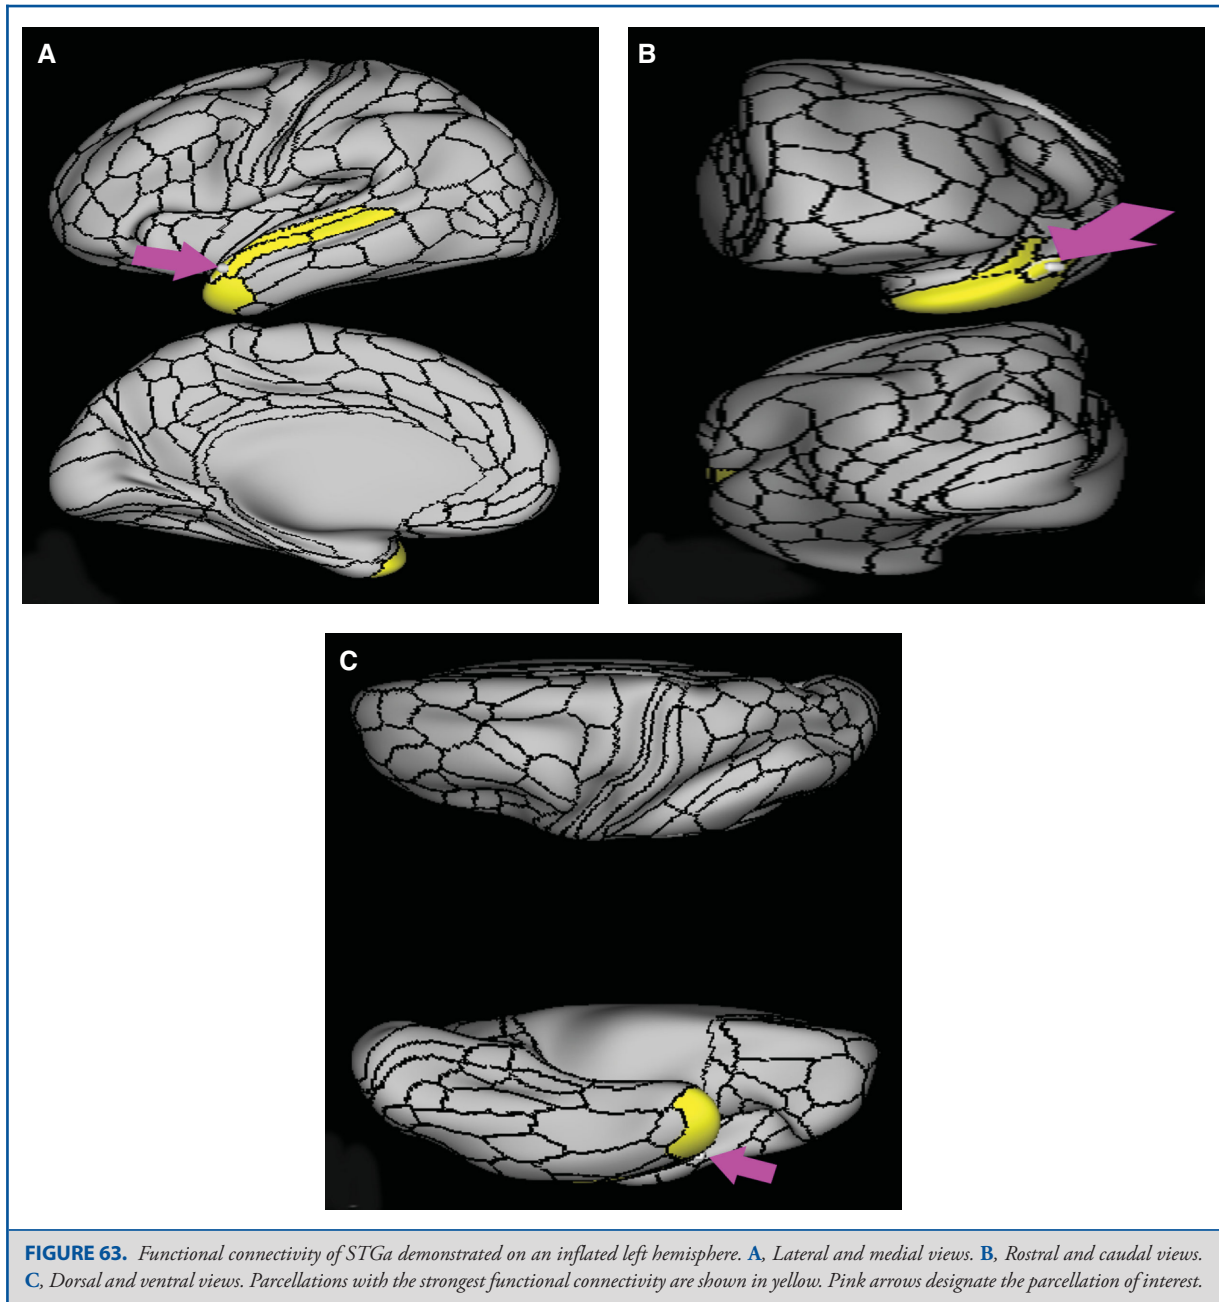 A
B
C
FIGURE 63. Functional connectivity of STGa demonstrated on an inflated left hemisphere. A, Lateral and medial views. B, Rostral and caudal views.
C, Dorsal and ventral views. Parcellations with the strongest functional connectivity are shown in yellow. Pink arrows designate the parcellation of interest.